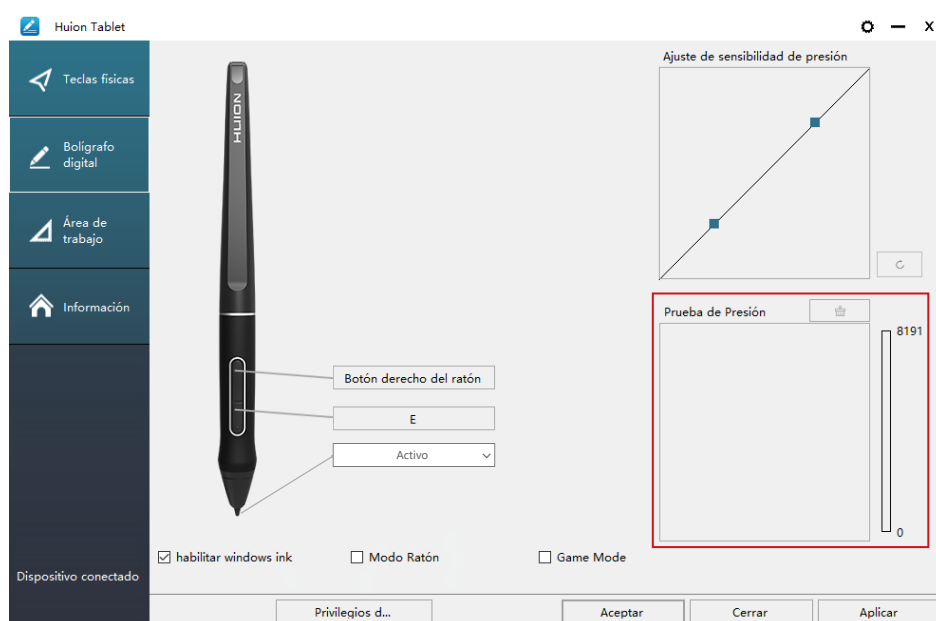 Huion Tablet
X
Teclas físicas
Bolígrafo
digital
Área de
trabajo
Información
Dispositivo conectado
HUION
Ajuste de sensibilidad de presión
Prueba de Presión
8191
0
Botón derecho del ratón
E
Activo
habilitar windows ink
Modo Ratón
Game Mode
Privilegios d...
Aceptar
Cerrar
Aplicar